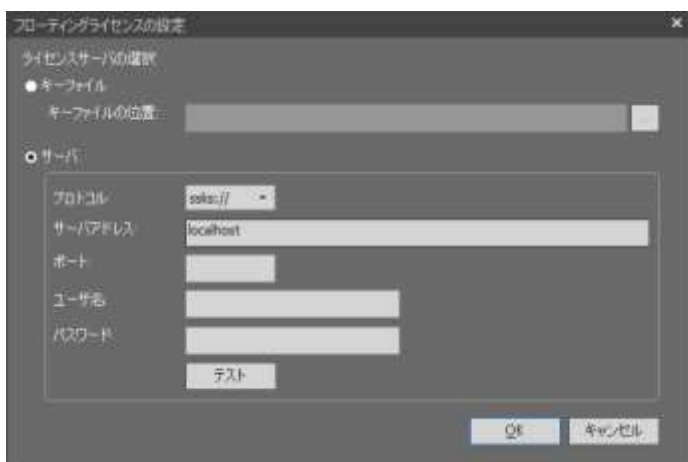 フローティングライセンスの設定
ライセンスサーバの選択
キーファイル
キーファイルの位置:
...
サーバ
プロトコル: ssks://
サーバアドレス: localhost
ポート:
ユーザ名:
パスワード:
テスト
OK キャンセル